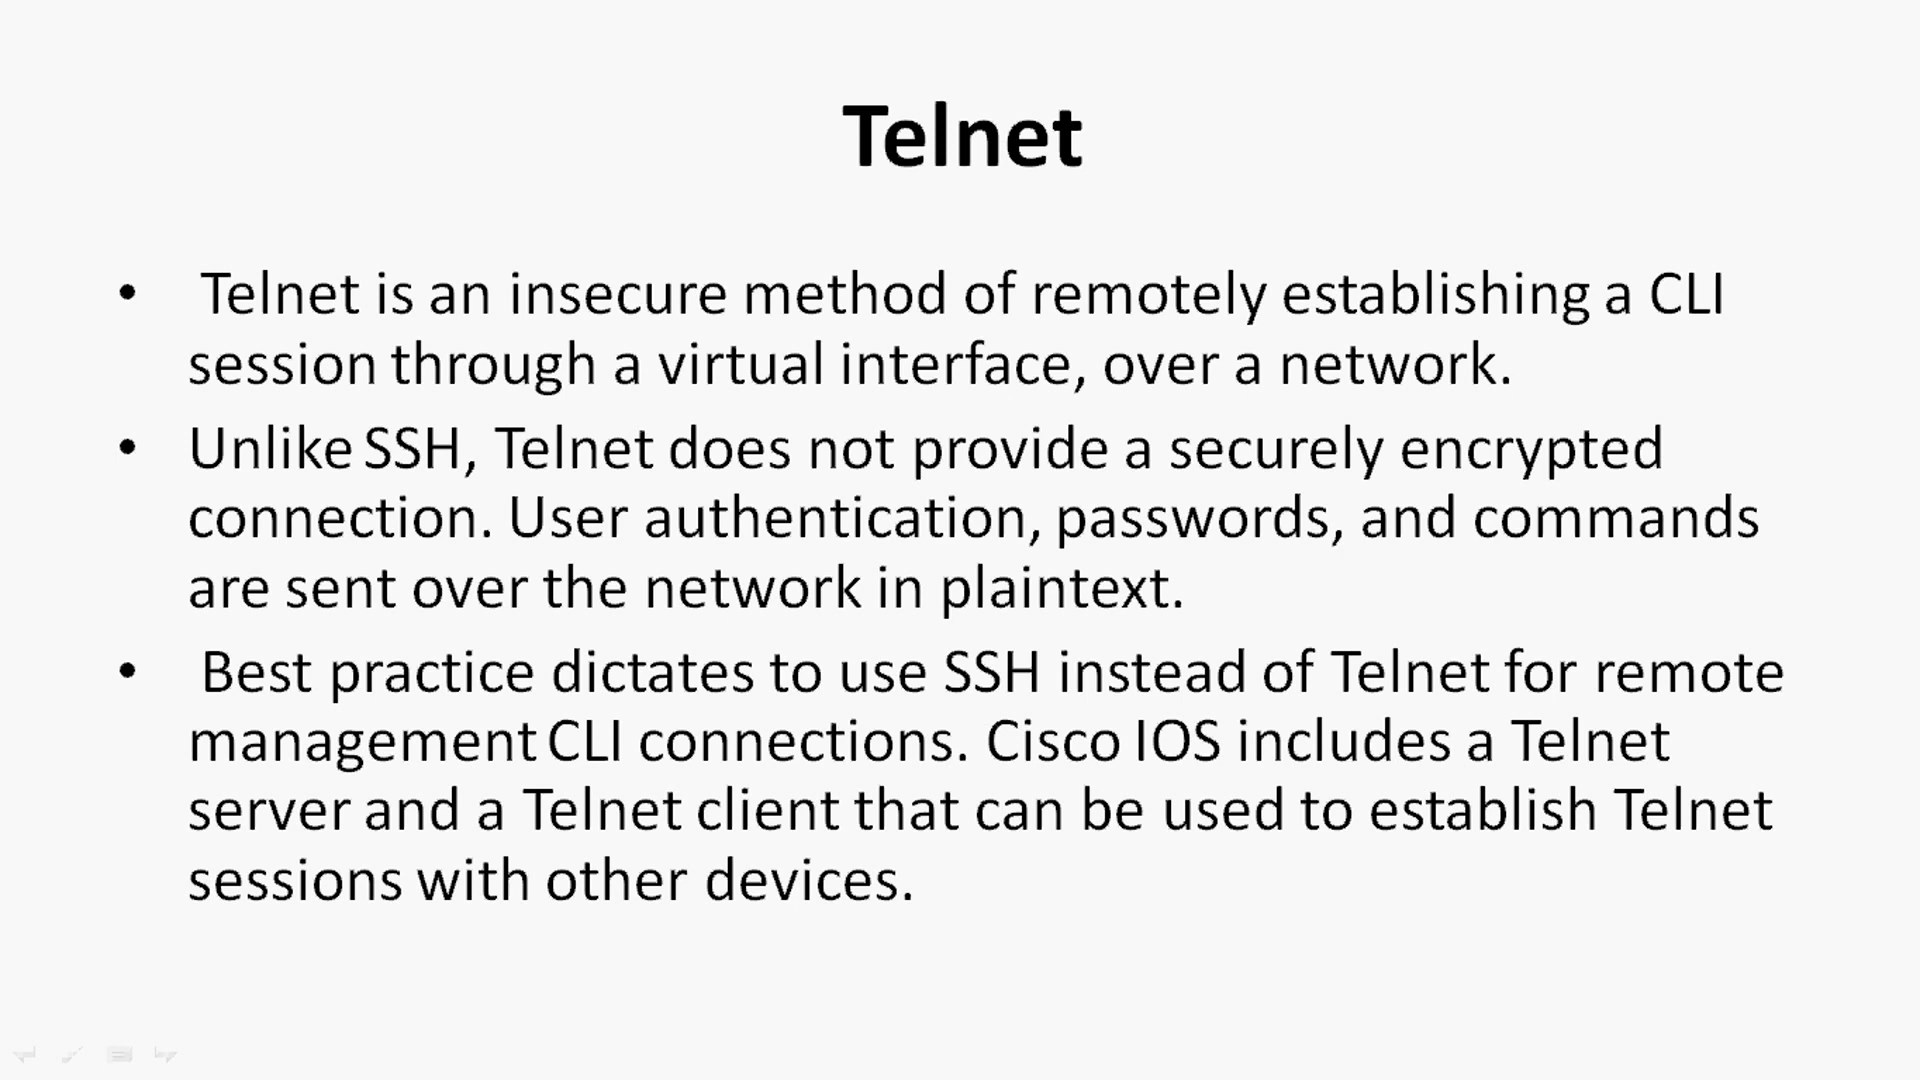 Telnet
• Telnet is an insecure method of remotely establishing a CLI
session through a virtual interface, over a network.
• Unlike SSH, Telnet does not provide a securely encrypted
connection. User authentication, passwords, and commands
are sent over the network in plaintext.
• Best practice dictates to use SSH instead of Telnet for remote
management CLI connections. Cisco IOS includes a Telnet
server and a Telnet client that can be used to establish Telnet
sessions with other devices.